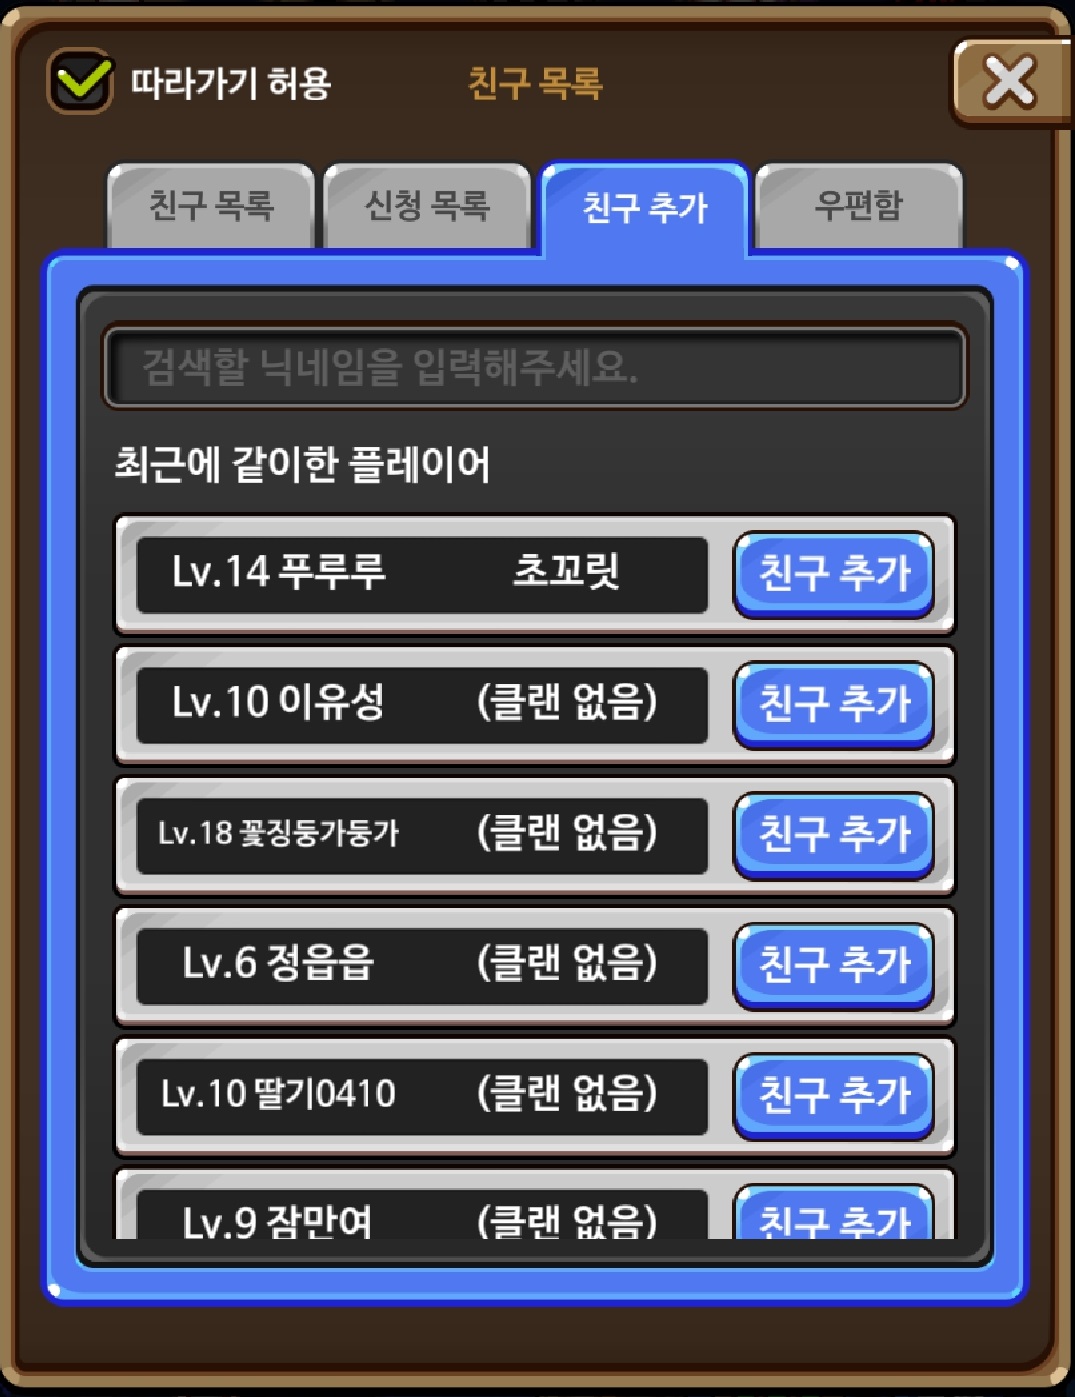 따라가기 허용 친구 목록
친구 목록 신청 목록 친구 추가 우편함
검색할 닉네임을 입력해주세요.
최근에 같이한 플레이어
Lv.14 푸루루 초꼬릿 친구 추가
Lv.10 이유성 (클랜 없음) 친구 추가
Lv.18 꽃징둥가둥가 (클랜 없음) 친구 추가
Lv.6 정읍읍 (클랜 없음) 친구 추가
Lv.10 딸기0410 (클랜 없음) 친구 추가
Lv.9 잠만여 (클랜 없음) 친구 추가